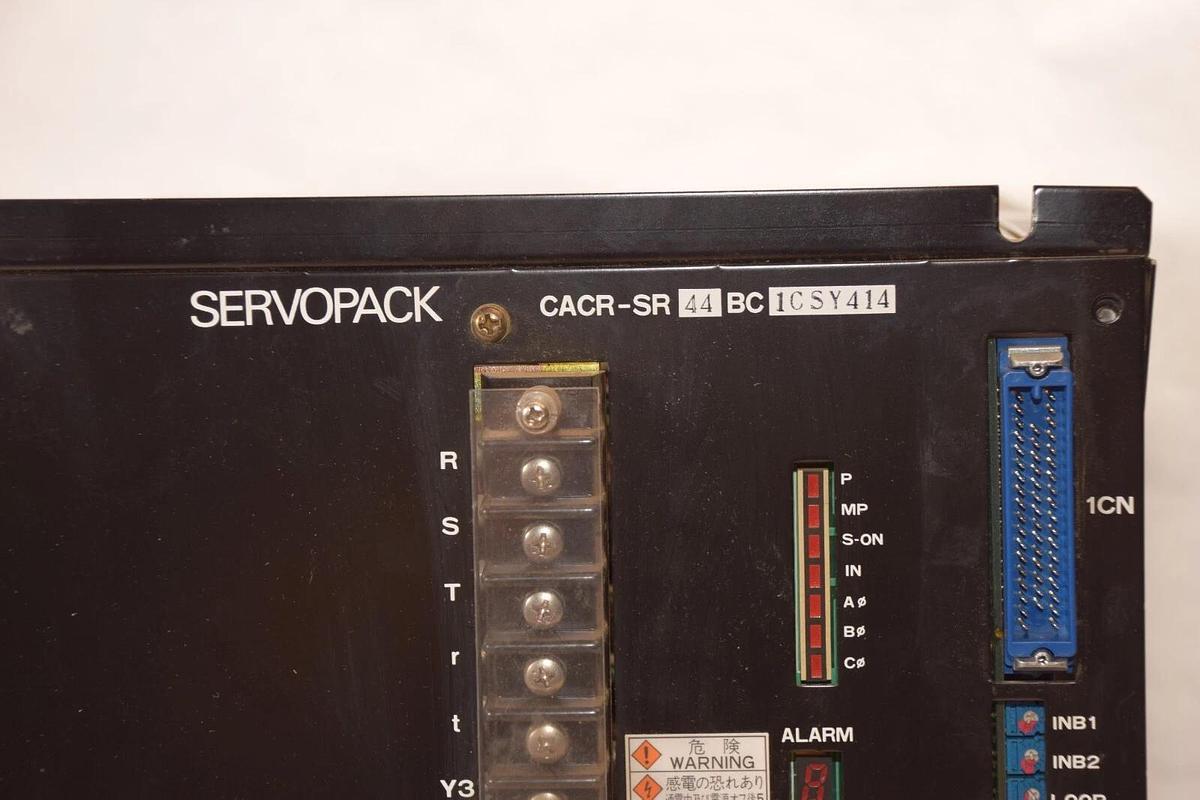 SERVOPACK
CACR-SR 44 BC 1CSY414
R
S
T
r
t
Y3
P
MP
S-ON
IN
Aø
Bø
Cø
1CN
ALARM
INB1
INB2
LOOP
危険
WARNING
感電の恐れあり